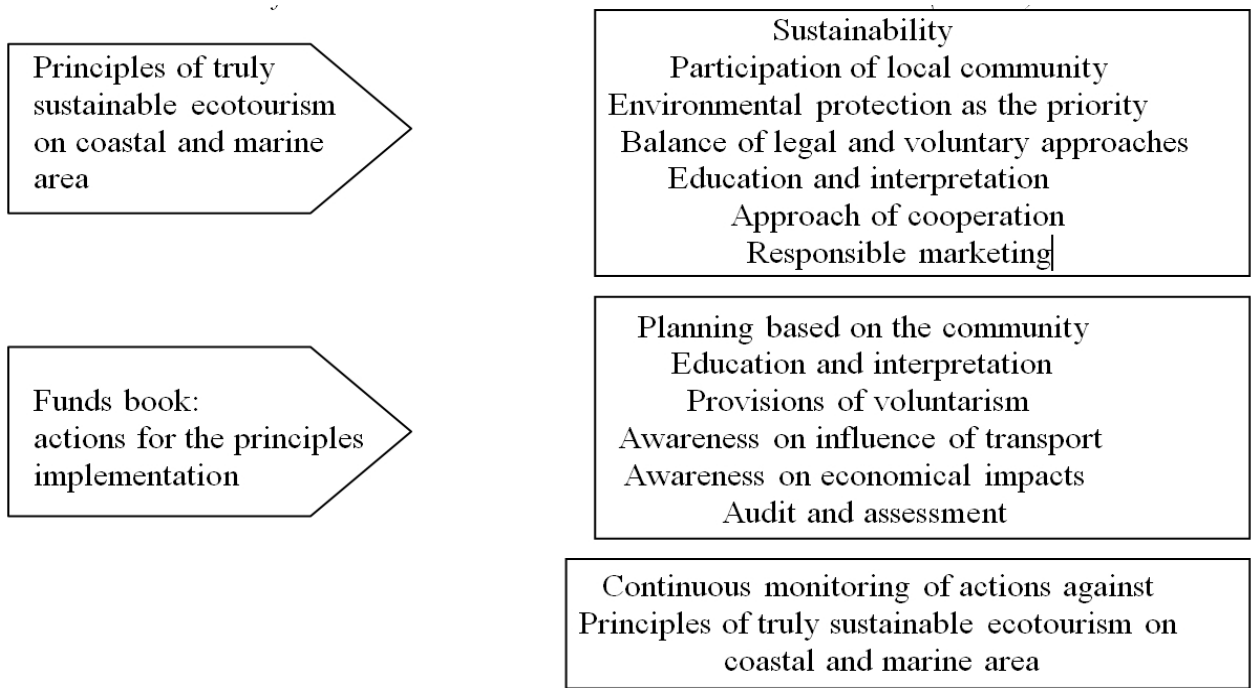 Principles of truly
sustainable ecotourism
on coastal and marine
area
Sustainability
Participation of local community
Environmental protection as the priority
Balance of legal and voluntary approaches
Education and interpretation
Approach of cooperation
Responsible marketing
Funds book:
actions for the principles
implementation
Planning based on the community
Education and interpretation
Provisions of voluntarism
Awareness on influence of transport
Awareness on economical impacts
Audit and assessment
Continuous monitoring of actions against
Principles of truly sustainable ecotourism on
coastal and marine area